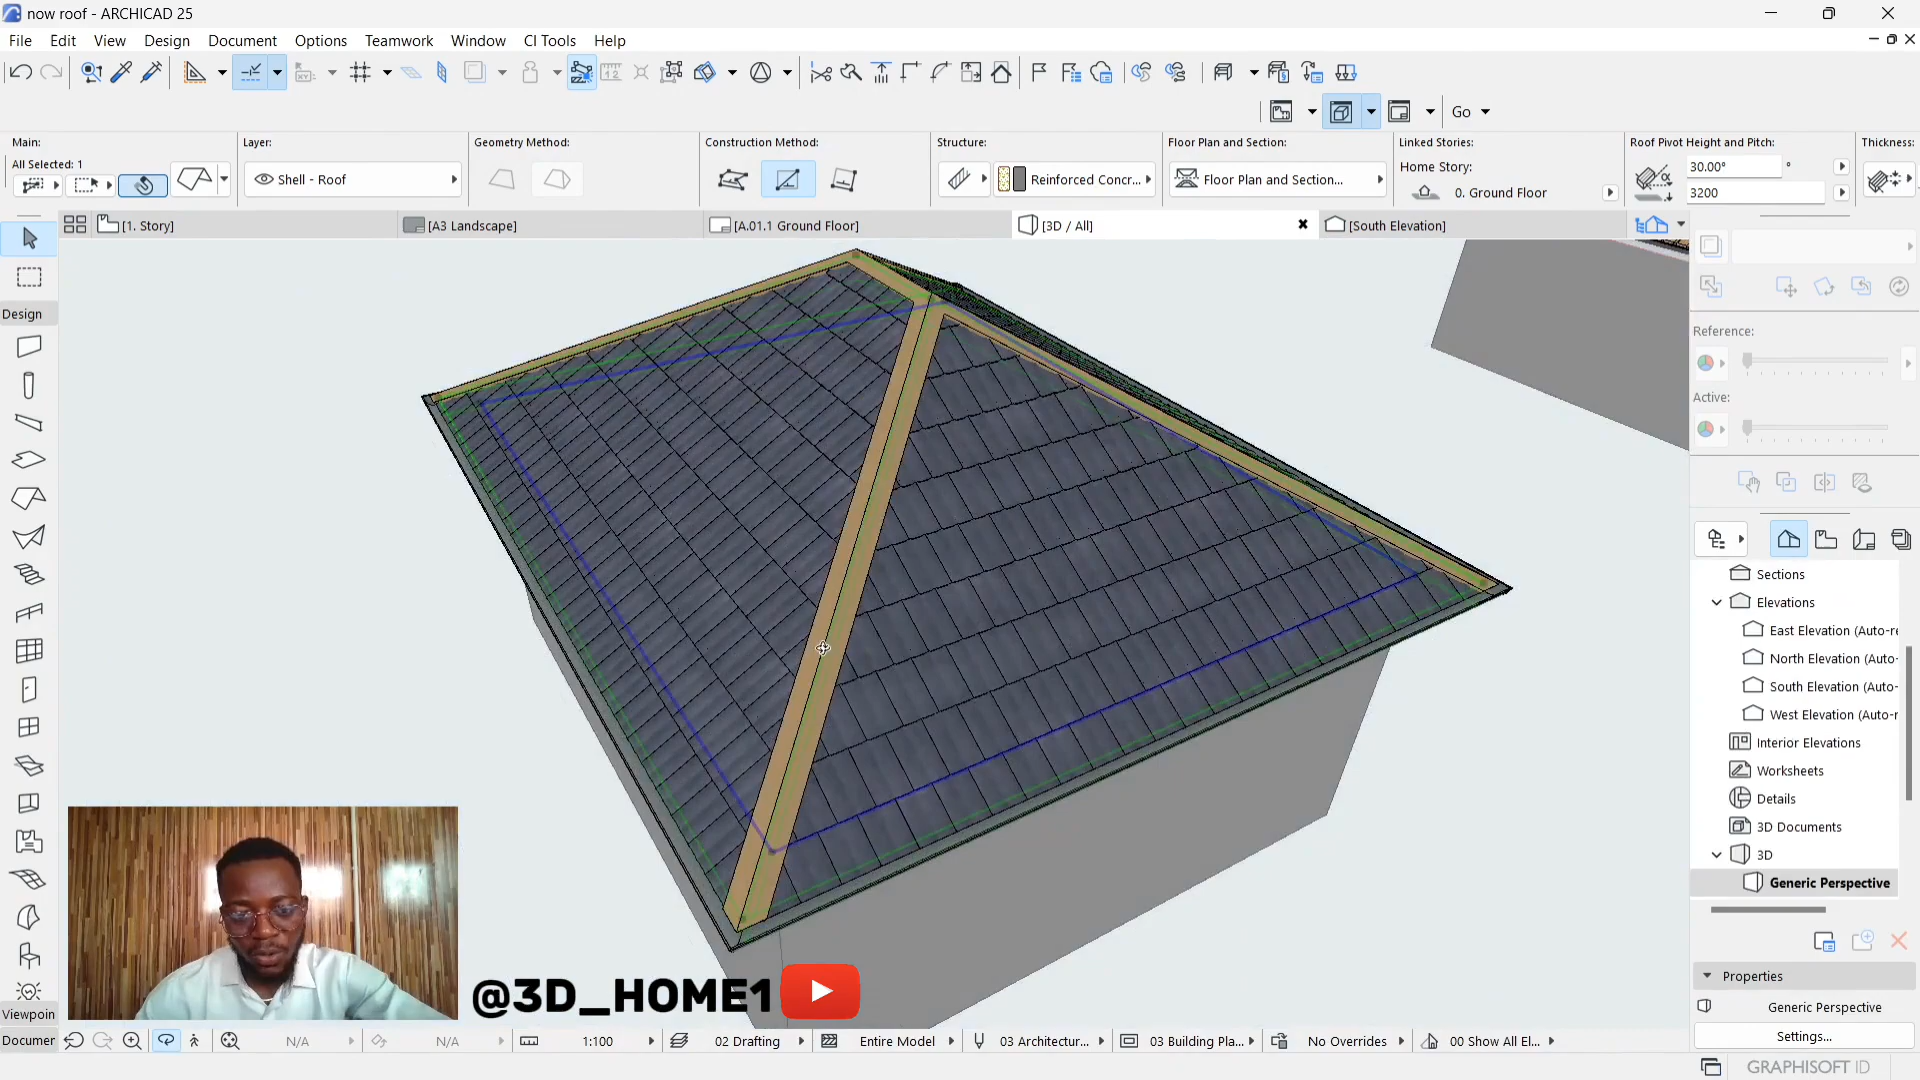 now roof - ARCHICAD 25
File Edit View Design Document Options Teamwork Window CI Tools Help
Go
Main: Layer: Geometry Method: Construction Method: Structure: Floor Plan and Section: Linked Stories: Roof Pivot Height and Pitch: Thickness:
All Selected: 1
Shell - Roof
Reinforced Concr...
Floor Plan and Section...
Home Story:
0. Ground Floor
30.00°
°
3200
[1. Story]
[A3 Landscape]
[A.01.1 Ground Floor]
[3D / All]
[South Elevation]
Design
Viewpoin
Documer
Reference:
Active:
Sections
Elevations
East Elevation (Auto-re
North Elevation (Auto-
South Elevation (Auto-
West Elevation (Auto-r
Interior Elevations
Worksheets
Details
3D Documents
3D
Generic Perspective
Properties
Generic Perspective
Settings...
@3D_HOME1
N/A
N/A
1:100
02 Drafting
Entire Model
03 Architectur...
03 Building Pla...
No Overrides
00 Show All El...
GRAPHISOFT ID